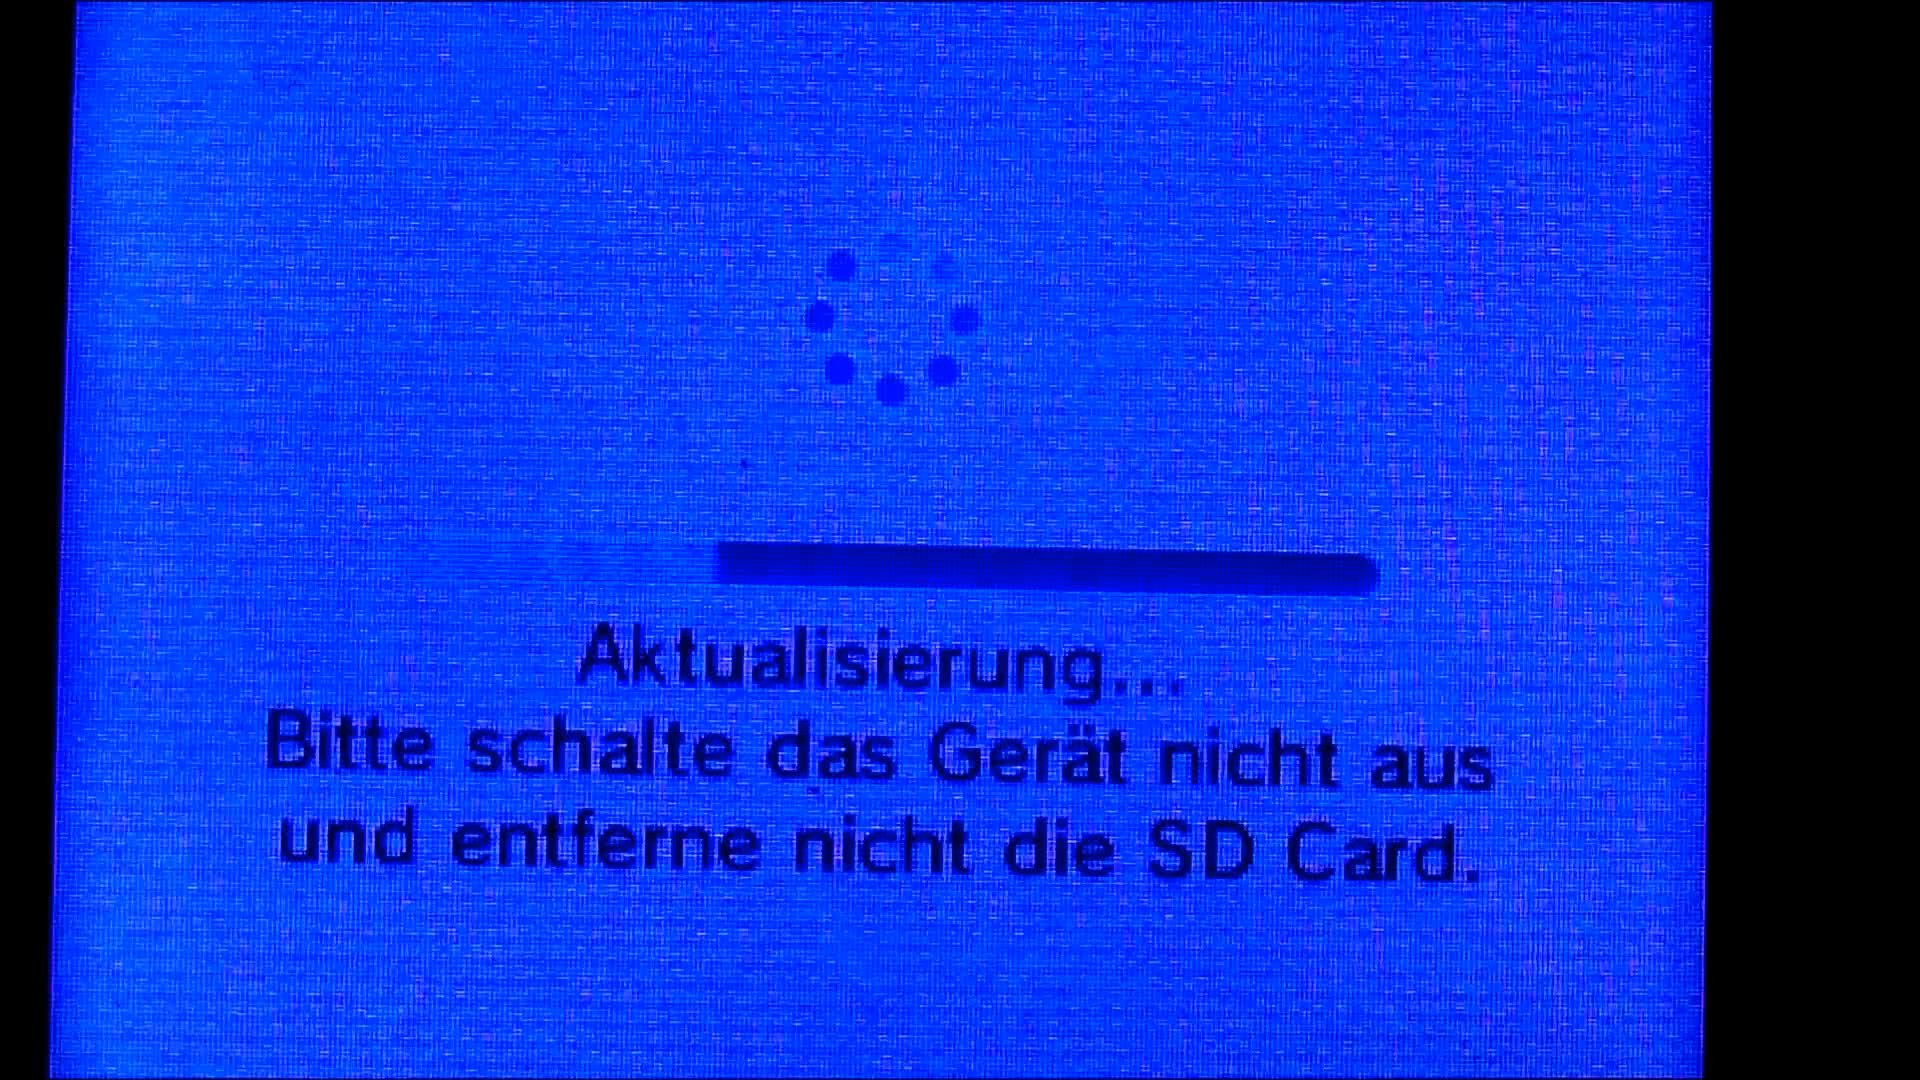 Aktualisierung...
Bitte schalte das Gerät nicht aus
und entferne nicht die SD Card.